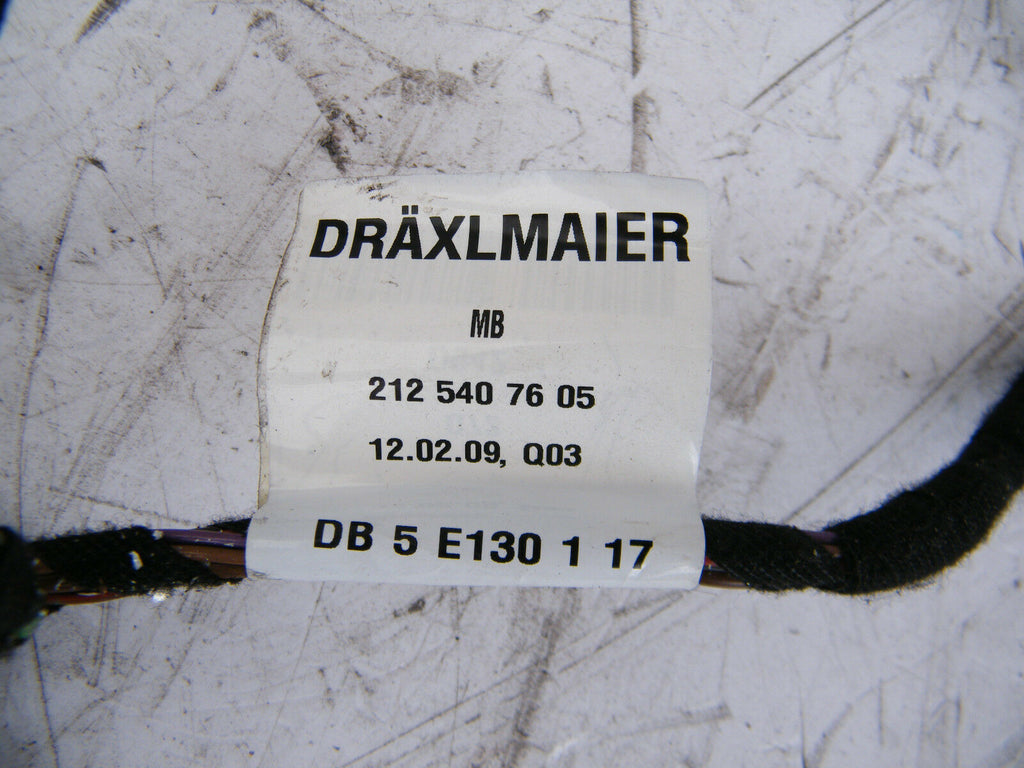 DRÄXLMAIER
MB
212 540 76 05
12.02.09, Q03
DB 5 E130 1 17